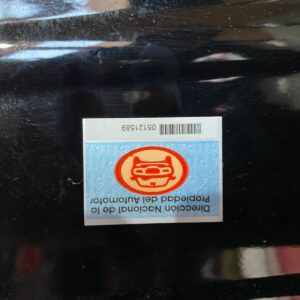 Dirección Nacional de la
Propiedad del Automotor
05121589